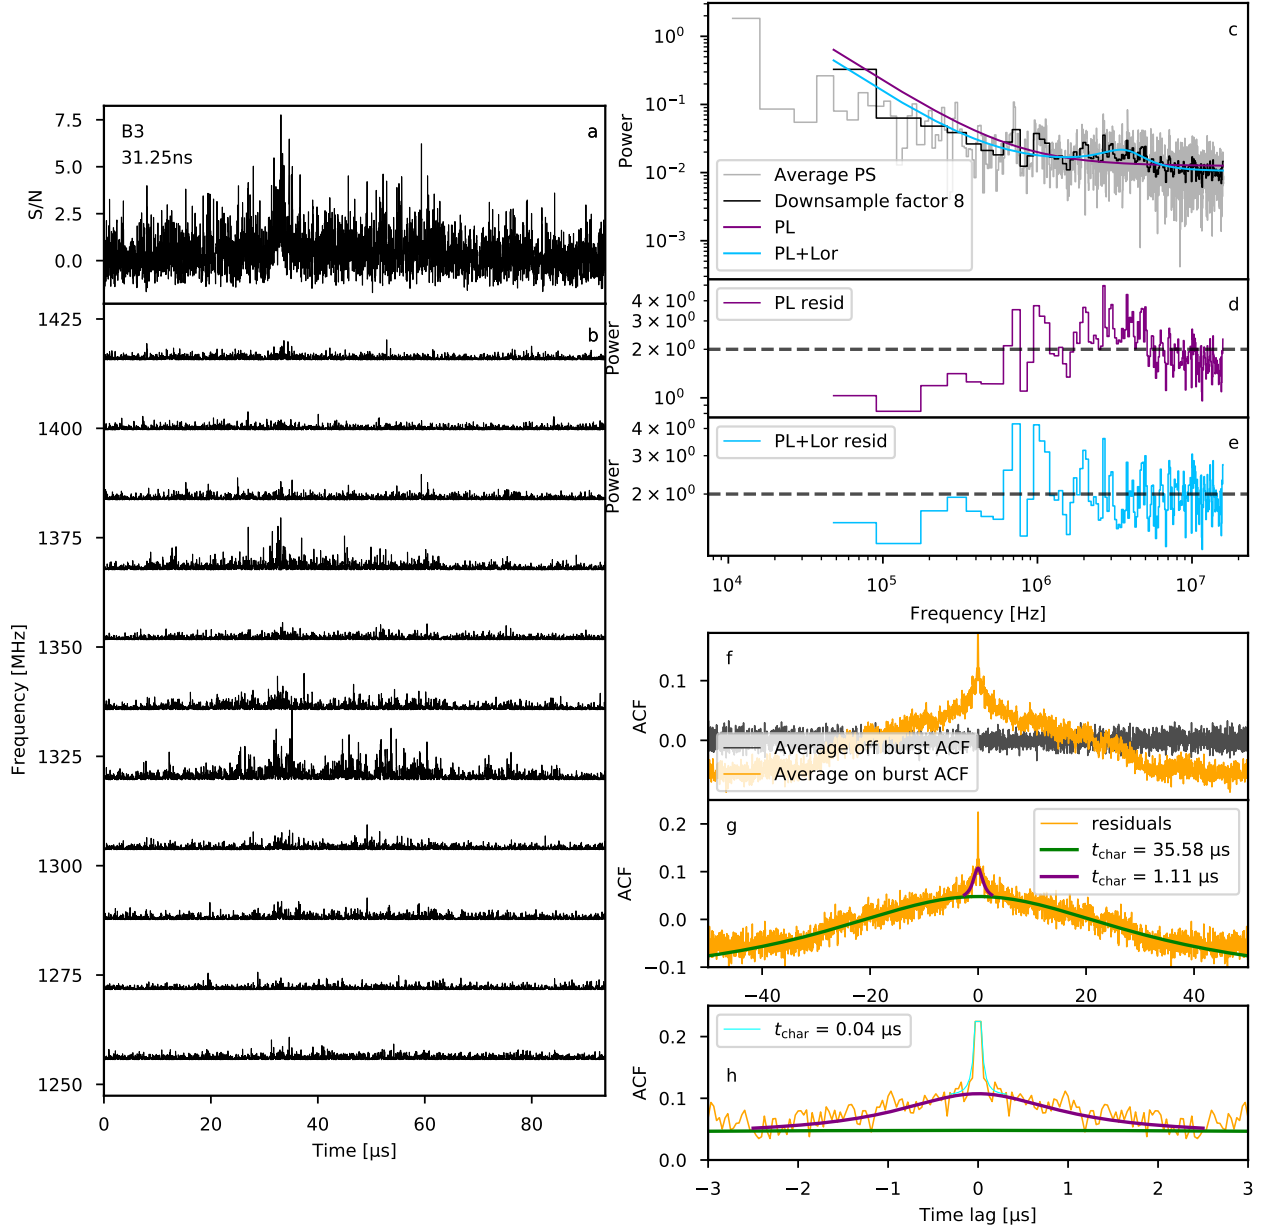 a
B3
31.25ns
7.5
5.0
2.5
0.0
S/N
b
1425
1400
1375
1350
1325
1300
1275
1250
Frequency [MHz]
0
20
40
60
80
Time [μs]
c
10⁰
10⁻¹
10⁻²
10⁻³
Power
Average PS
Downsample factor 8
PL
PL+Lor
d
PL resid
4 × 10⁰
3 × 10⁰
2 × 10⁰
10⁰
Power
e
PL+Lor resid
4 × 10⁰
3 × 10⁰
2 × 10⁰
Power
10⁴
10⁵
10⁶
10⁷
Frequency [Hz]
f
0.1
0.0
ACF
Average off burst ACF
Average on burst ACF
g
0.2
0.1
0.0
−0.1
ACF
residuals
t_char = 35.58 μs
t_char = 1.11 μs
−40
−20
0
20
40
h
t_char = 0.04 μs
0.2
0.1
0.0
ACF
−3
−2
−1
0
1
2
3
Time lag [μs]